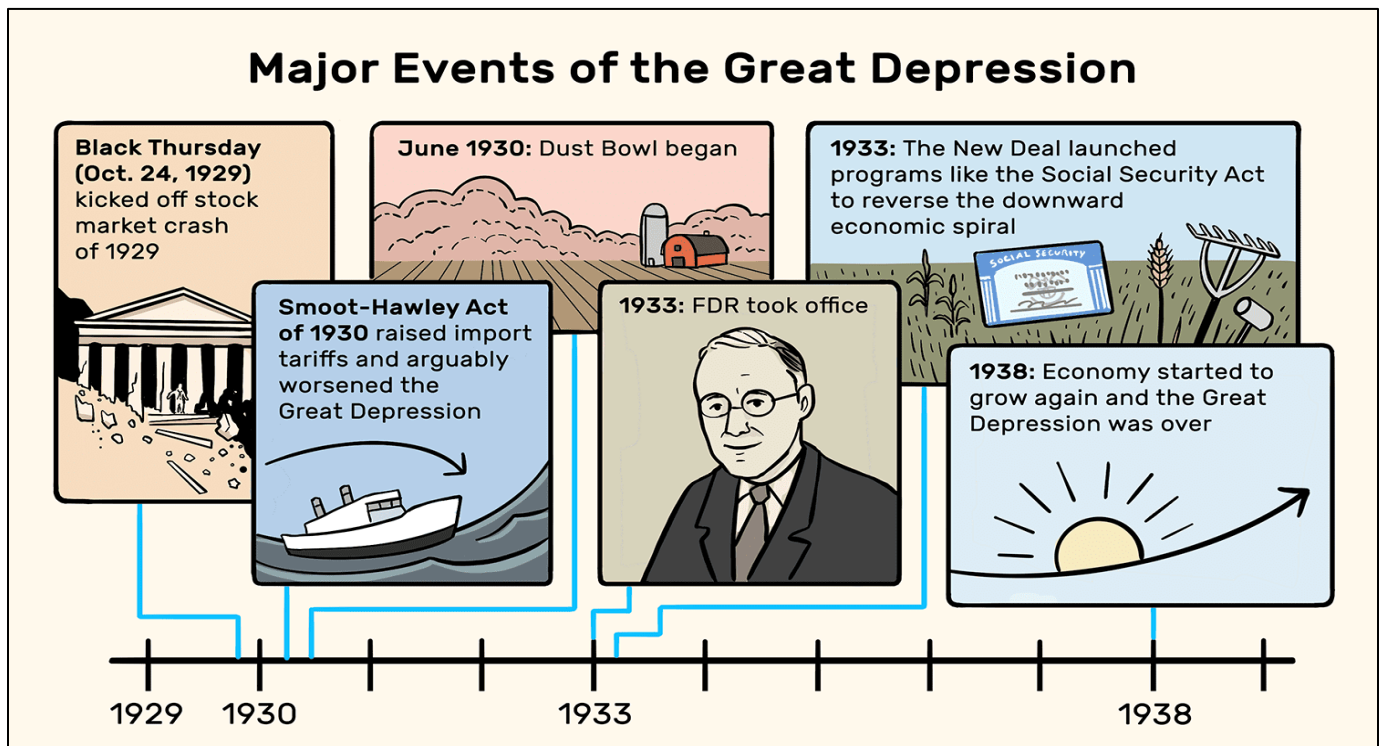 Major Events of the Great Depression
Black Thursday
(Oct. 24, 1929)
kicked off stock
market crash
of 1929
Smoot-Hawley Act
of 1930 raised import
tariffs and arguably
worsened the
Great Depression
June 1930: Dust Bowl began
1933: FDR took office
1933: The New Deal launched
programs like the Social Security Act
to reverse the downward
economic spiral
SOCIAL SECURITY
1938: Economy started to
grow again and the Great
Depression was over
1929
1930
1933
1938